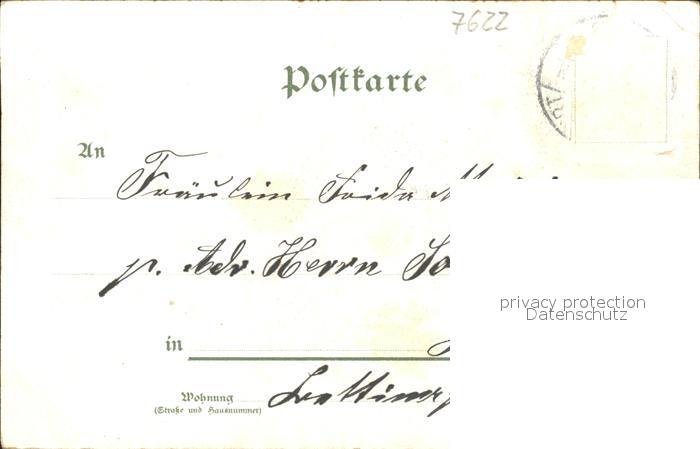 7622
Postkarte
An
Fräulein Frida
p. Adr. Herrn
privacy protection
Datenschutz
in
Wohnung
(Straße und Hausnummer)